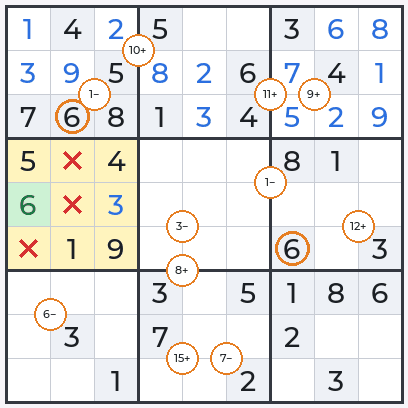 1 4 2 5 3 6 8
10+
3 9 5 8 2 6 7 4 1
1− 11+ 9+
7 6 8 1 3 4 5 2 9
5 × 4 8 1
1−
6 × 3
3− 12+
× 1 9 6 3
8+
3 5 1 8 6
6−
3 7 2
15+ 7−
1 2 3